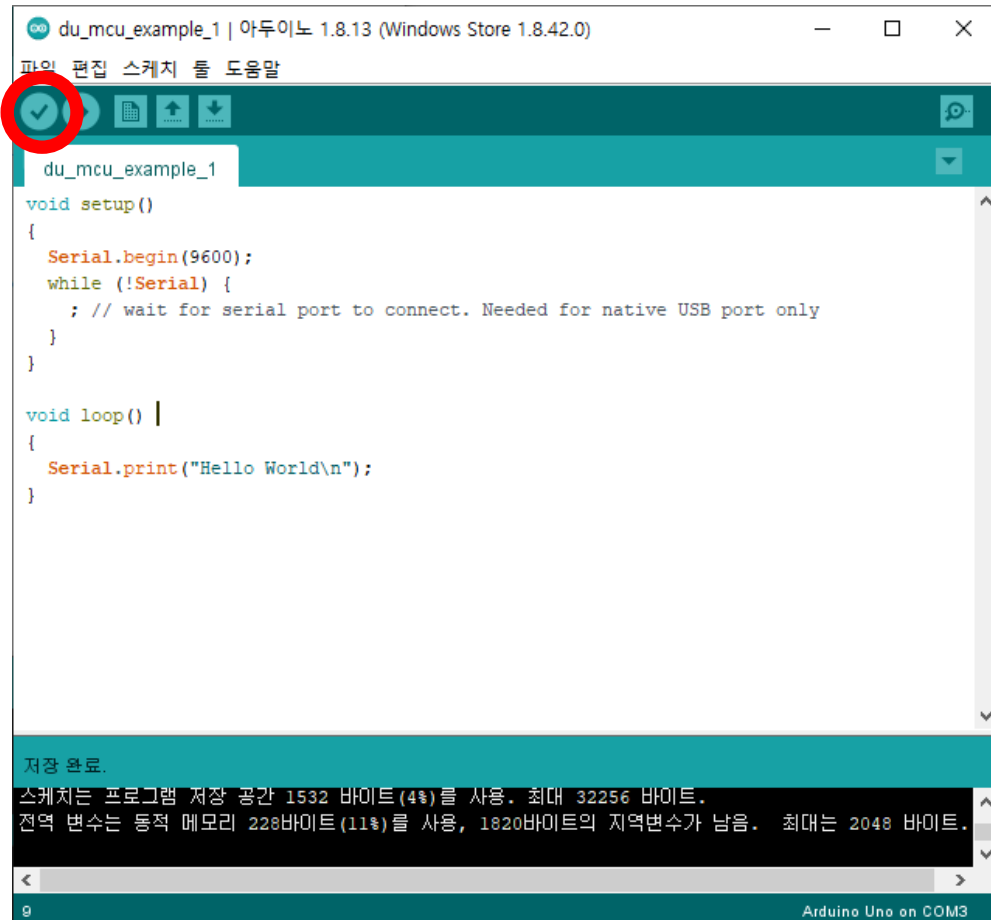 du_mcu_example_1 | 아두이노 1.8.13 (Windows Store 1.8.42.0)
파일 편집 스케치 툴 도움말
du_mcu_example_1
void setup()
{
  Serial.begin(9600);
  while (!Serial) {
    ; // wait for serial port to connect. Needed for native USB port only
  }
}
void loop()
{
  Serial.print("Hello World\n");
}
저장 완료.
스케치는 프로그램 저장 공간 1532 바이트(4%)를 사용. 최대 32256 바이트.
전역 변수는 동적 메모리 228바이트(11%)를 사용, 1820바이트의 지역변수가 남음.  최대는 2048 바이트.
9
Arduino Uno on COM3